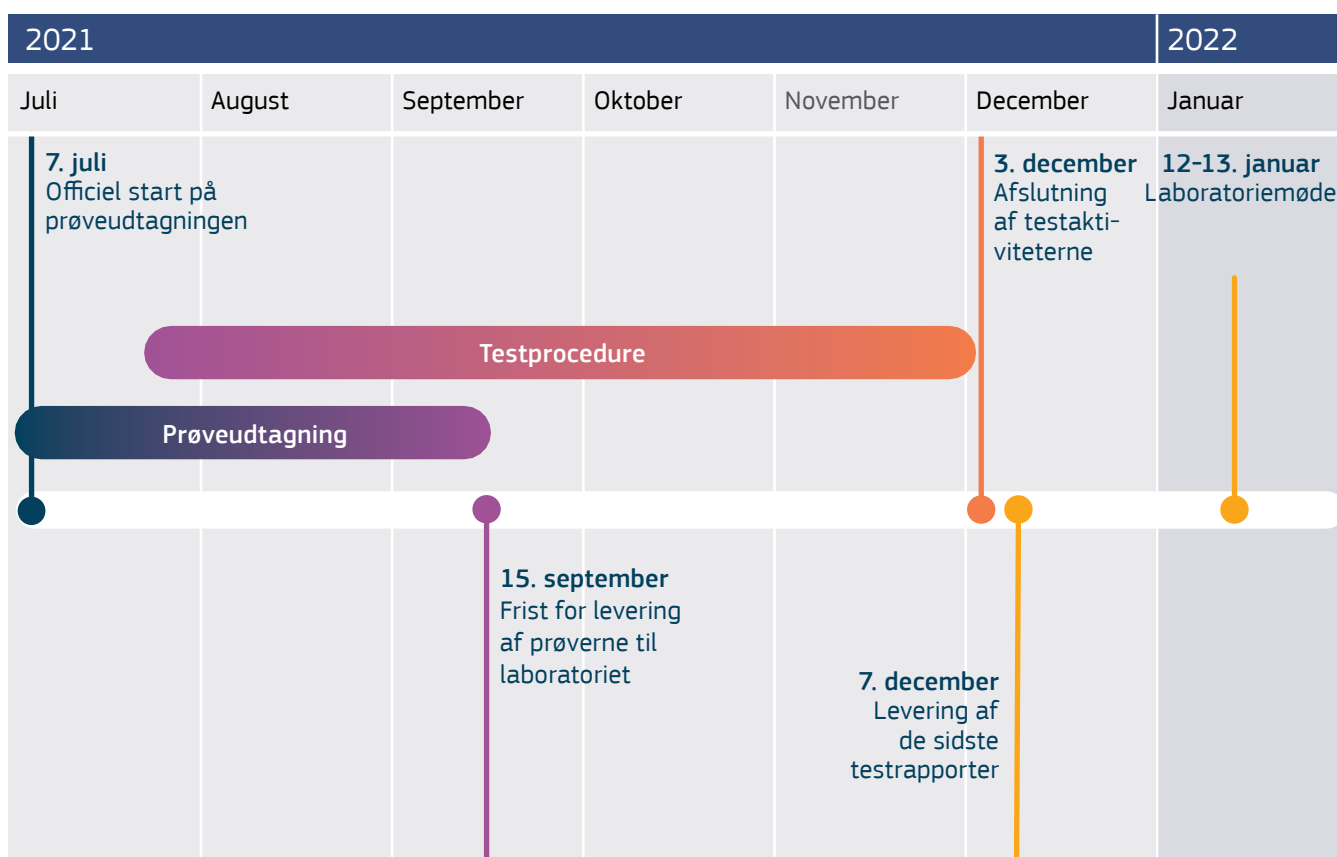 2021
2022
Juli
August
September
Oktober
November
December
Januar
7. juli
Officiel start på
prøveudtagningen
3. december
Afslutning
af testakti-
viteterne
12-13. januar
Laboratoriemøde
Testprocedure
Prøveudtagning
15. september
Frist for levering
af prøverne til
laboratoriet
7. december
Levering af
de sidste
testrapporter